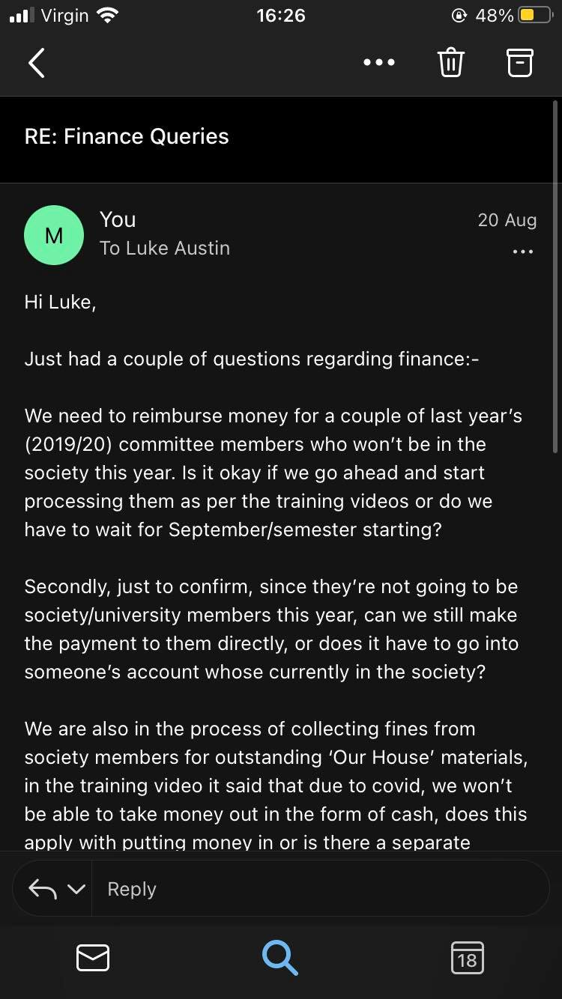 Virgin 16:26 48%
RE: Finance Queries
M
You 20 Aug
To Luke Austin
Hi Luke,
Just had a couple of questions regarding finance:-
We need to reimburse money for a couple of last year’s
(2019/20) committee members who won’t be in the
society this year. Is it okay if we go ahead and start
processing them as per the training videos or do we
have to wait for September/semester starting?
Secondly, just to confirm, since they’re not going to be
society/university members this year, can we still make
the payment to them directly, or does it have to go into
someone’s account whose currently in the society?
We are also in the process of collecting fines from
society members for outstanding ‘Our House’ materials,
in the training video it said that due to covid, we won’t
be able to take money out in the form of cash, does this
apply with putting money in or is there a separate
Reply
18